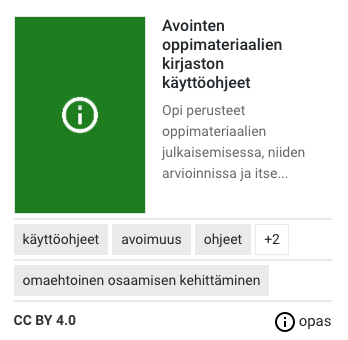 Avointen
oppimateriaalien
kirjaston
käyttöohjeet
Opi perusteet
oppimateriaalien
julkaisemisessa, niiden
arvioinnissa ja itse...
käyttöohjeet avoimuus ohjeet +2
omaehtoinen osaamisen kehittäminen
CC BY 4.0 opas